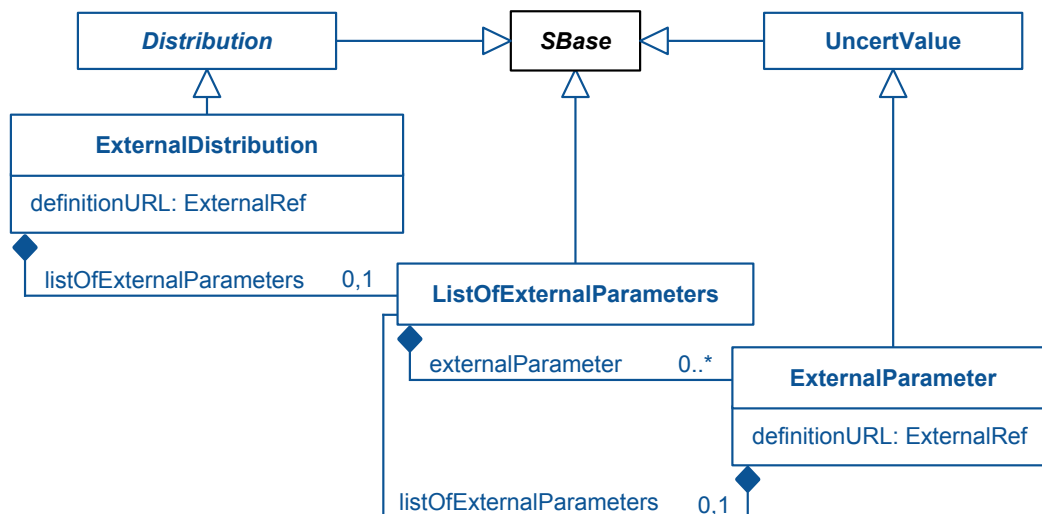 Distribution
SBase
UncertValue
ExternalDistribution
definitionURL: ExternalRef
listOfExternalParameters 0,1
ListOfExternalParameters
externalParameter 0..*
ExternalParameter
definitionURL: ExternalRef
listOfExternalParameters 0,1